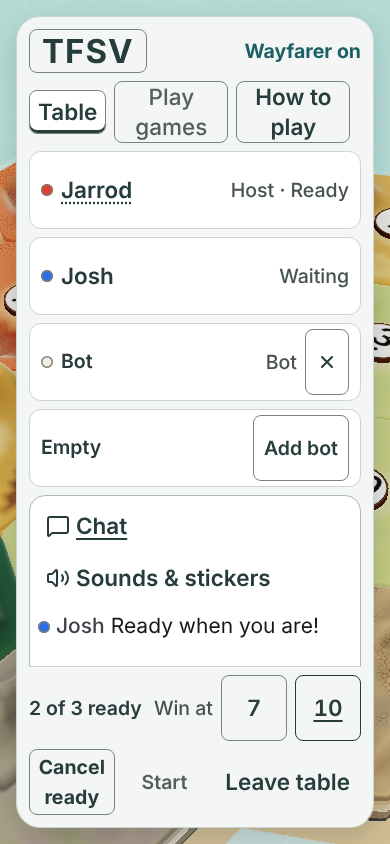 TFSV
Wayfarer on
Table
Play
games
How to
play
Jarrod
Host · Ready
Josh
Waiting
Bot
Bot
×
Empty
Add bot
Chat
Sounds & stickers
Josh Ready when you are!
2 of 3 ready
Win at
7
10
Cancel
ready
Start
Leave table